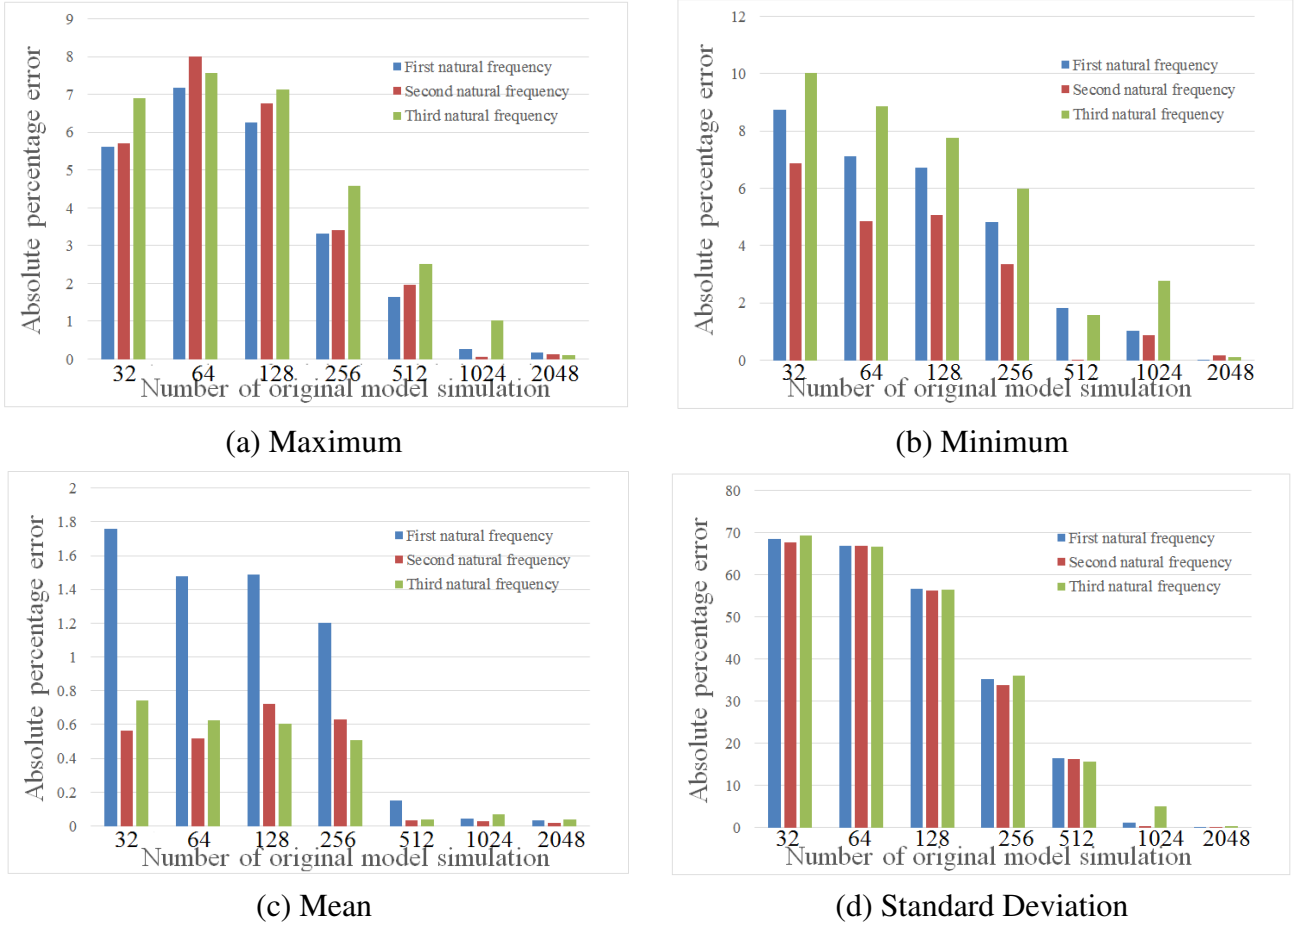 9
8
7
6
5
4
3
2
1
0
Absolute percentage error
First natural frequency
Second natural frequency
Third natural frequency
32 64 128 256 512 1024 2048
Number of original model simulation
(a) Maximum
12
10
8
6
4
2
0
Absolute percentage error
First natural frequency
Second natural frequency
Third natural frequency
32 64 128 256 512 1024 2048
Number of original model simulation
(b) Minimum
2
1.8
1.6
1.4
1.2
1
0.8
0.6
0.4
0.2
0
Absolute percentage error
First natural frequency
Second natural frequency
Third natural frequency
32 64 128 256 512 1024 2048
Number of original model simulation
(c) Mean
80
70
60
50
40
30
20
10
0
Absolute percentage error
First natural frequency
Second natural frequency
Third natural frequency
32 64 128 256 512 1024 2048
Number of original model simulation
(d) Standard Deviation